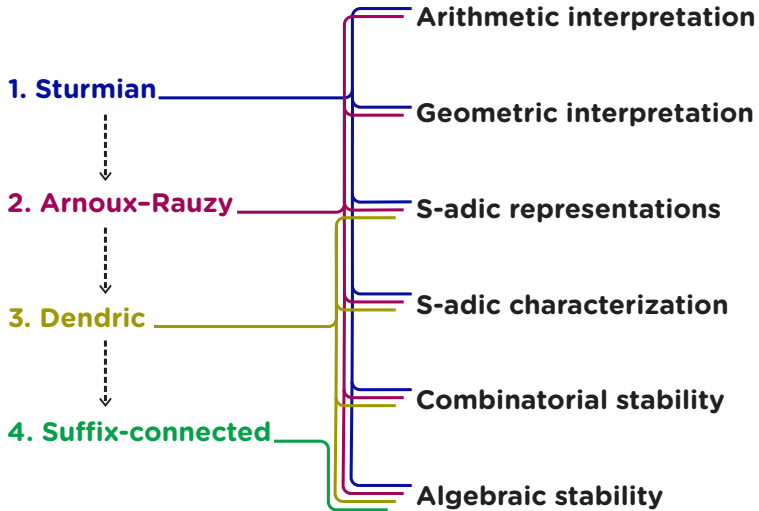 Arithmetic interpretation
1. Sturmian
Geometric interpretation
2. Arnoux–Rauzy
S-adic representations
S-adic characterization
3. Dendric
Combinatorial stability
4. Suffix-connected
Algebraic stability